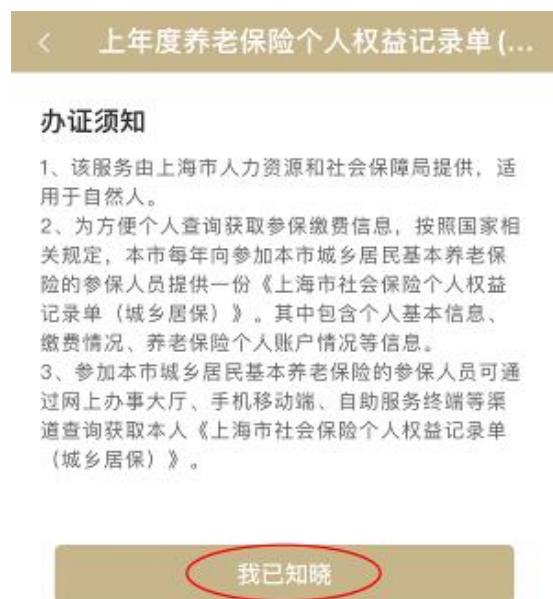 < 上年度养老保险个人权益记录单(...
办证须知
1、该服务由上海市人力资源和社会保障局提供，适
用于自然人。
2、为方便个人查询获取参保缴费信息，按照国家相
关规定，本市每年向参加本市城乡居民基本养老保
险的参保人员提供一份《上海市社会保险个人权益
记录单（城乡居保）》。其中包含个人基本信息、
缴费情况、养老保险个人账户情况等信息。
3、参加本市城乡居民基本养老保险的参保人员可通
过网上办事大厅、手机移动端、自助服务终端等渠
道查询获取本人《上海市社会保险个人权益记录单
（城乡居保）》。
我已知晓